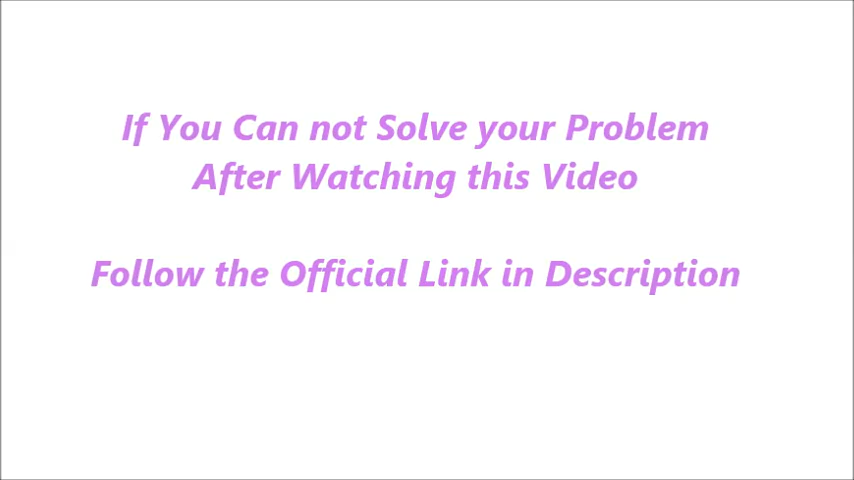 If You Can not Solve your Problem
After Watching this Video
Follow the Official Link in Description